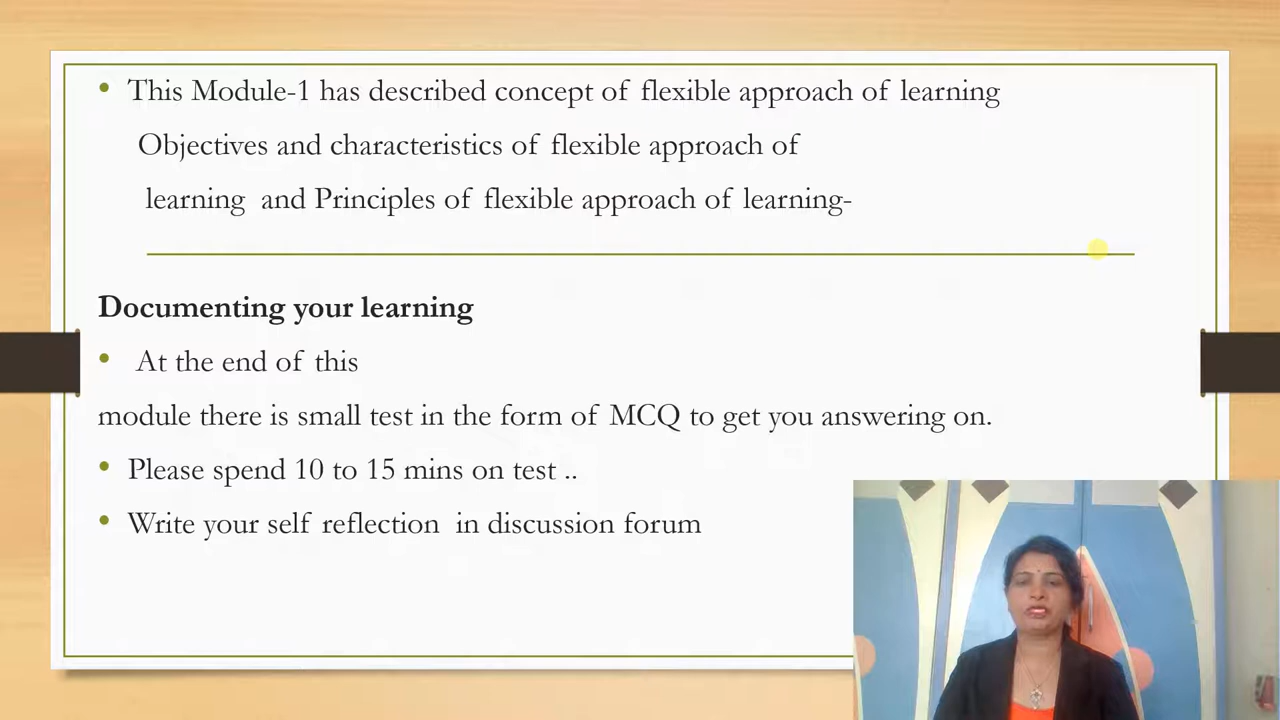 • This Module-1 has described concept of flexible approach of learning
Objectives and characteristics of flexible approach of
learning and Principles of flexible approach of learning-
Documenting your learning
• At the end of this
module there is small test in the form of MCQ to get you answering on.
• Please spend 10 to 15 mins on test ..
• Write your self reflection in discussion forum